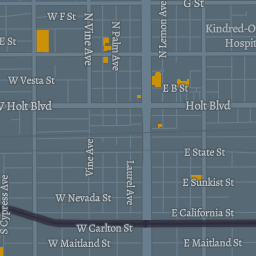 W F St
G St
N Vine Ave
N Palm Ave
N Lemon Ave
Kindred-O
Hospi
E St
W Vesta St
E B St
W Holt Blvd
Holt Blvd
Vine Ave
Laurel Ave
E State St
E Sunkist St
S Cypress Ave
W Nevada St
E California St
W Carlton St
W Maitland St
E Maitland St